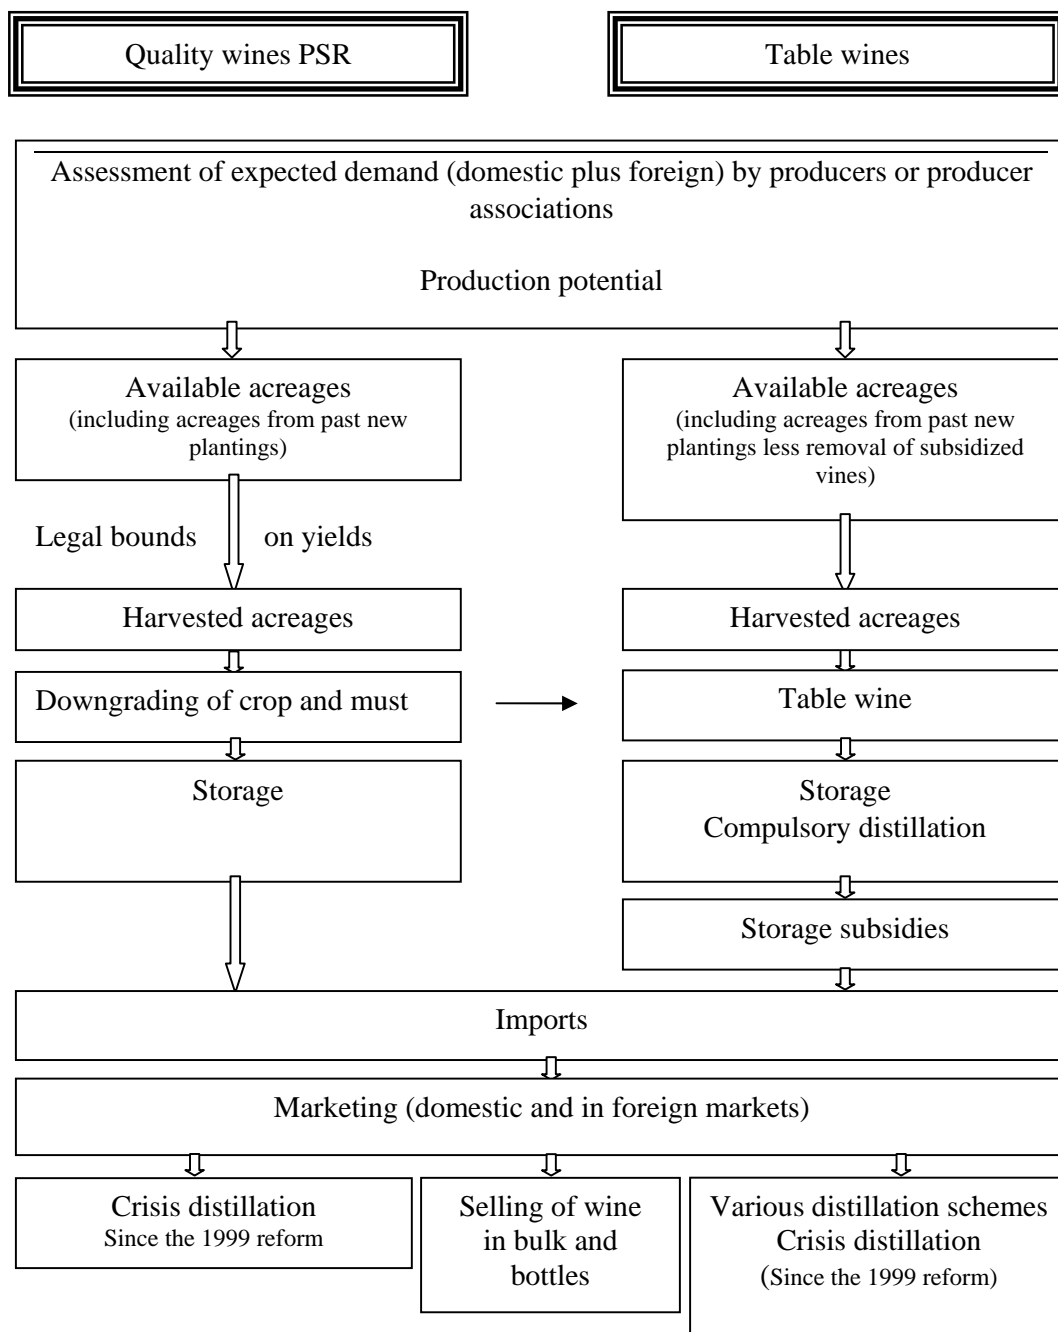 Quality wines PSR
Table wines
Assessment of expected demand (domestic plus foreign) by producers or producer
associations
Production potential
Available acreages
(including acreages from past new
plantings)
Available acreages
(including acreages from past new
plantings less removal of subsidized
vines)
Legal bounds on yields
Harvested acreages
Harvested acreages
Downgrading of crop and must
Table wine
Storage
Storage
Compulsory distillation
Storage subsidies
Imports
Marketing (domestic and in foreign markets)
Crisis distillation
Since the 1999 reform
Selling of wine
in bulk and
bottles
Various distillation schemes
Crisis distillation
(Since the 1999 reform)